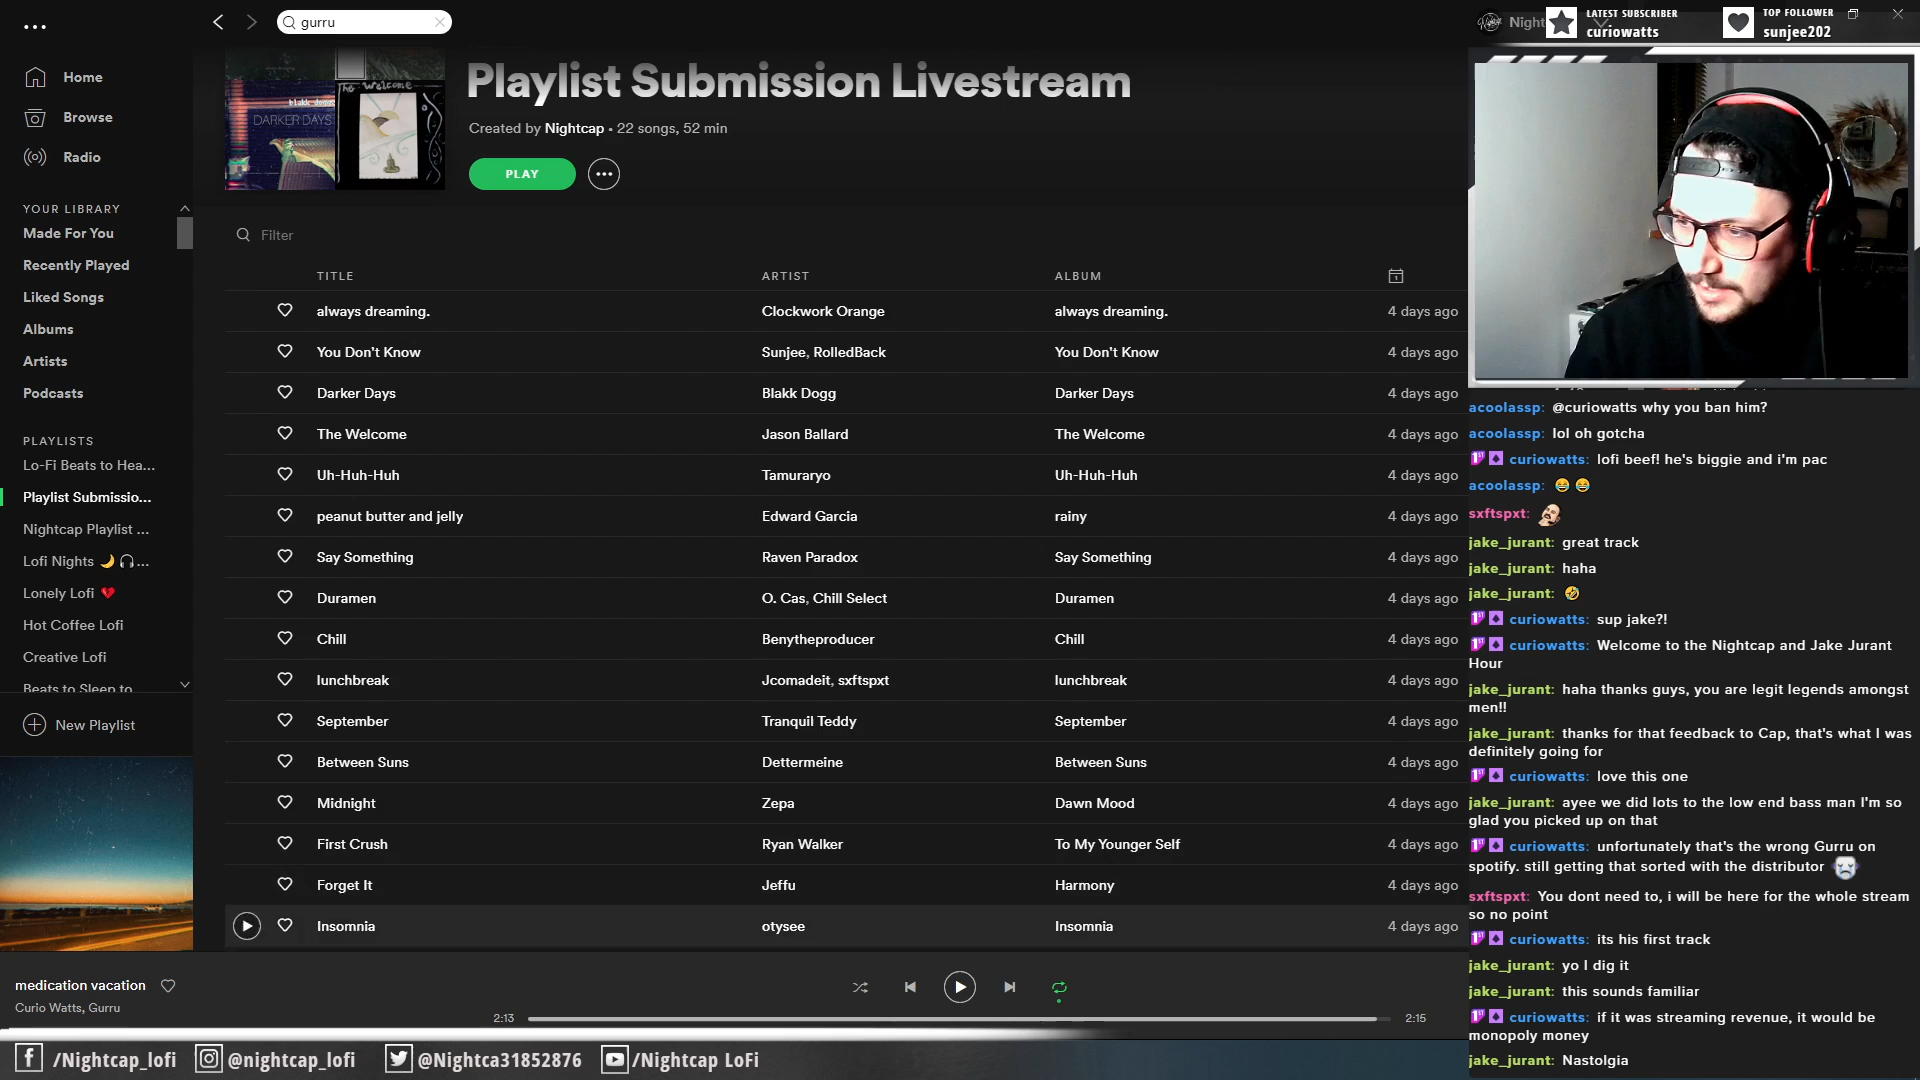 gurru
Night
LATEST SUBSCRIBER
curiowatts
TOP FOLLOWER
sunjee202
Home
Browse
Radio
YOUR LIBRARY
Made For You
Recently Played
Liked Songs
Albums
Artists
Podcasts
PLAYLISTS
Lo-Fi Beats to Hea...
Playlist Submissio...
Nightcap Playlist ...
Lofi Nights 🌙🎧...
Lonely Lofi 💔
Hot Coffee Lofi
Creative Lofi
Beats to Sleep to
New Playlist
blakk dogg
DARKER DAYS
The Welcome
Playlist Submission Livestream
Created by Nightcap • 22 songs, 52 min
PLAY
Filter
TITLE ARTIST ALBUM
always dreaming. Clockwork Orange always dreaming. 4 days ago
You Don't Know Sunjee, RolledBack You Don't Know 4 days ago
Darker Days Blakk Dogg Darker Days 4 days ago
The Welcome Jason Ballard The Welcome 4 days ago
Uh-Huh-Huh Tamuraryo Uh-Huh-Huh 4 days ago
peanut butter and jelly Edward Garcia rainy 4 days ago
Say Something Raven Paradox Say Something 4 days ago
Duramen O. Cas, Chill Select Duramen 4 days ago
Chill Benytheproducer Chill 4 days ago
lunchbreak Jcomadeit, sxftspxt lunchbreak 4 days ago
September Tranquil Teddy September 4 days ago
Between Suns Dettermeine Between Suns 4 days ago
Midnight Zepa Dawn Mood 4 days ago
First Crush Ryan Walker To My Younger Self 4 days ago
Forget It Jeffu Harmony 4 days ago
Insomnia otysee Insomnia 4 days ago
acoolassp: @curiowatts why you ban him?
acoolassp: lol oh gotcha
curiowatts: lofi beef! he's biggie and i'm pac
acoolassp: 😂 😂
sxftspxt:
jake_jurant: great track
jake_jurant: haha
jake_jurant: 🤣
curiowatts: sup jake?!
curiowatts: Welcome to the Nightcap and Jake Jurant
Hour
jake_jurant: haha thanks guys, you are legit legends amongst
men!!
jake_jurant: thanks for that feedback to Cap, that's what I was
definitely going for
curiowatts: love this one
jake_jurant: ayee we did lots to the low end bass man I'm so
glad you picked up on that
curiowatts: unfortunately that's the wrong Gurru on
spotify. still getting that sorted with the distributor
sxftspxt: You dont need to, i will be here for the whole stream
so no point
curiowatts: its his first track
jake_jurant: yo I dig it
jake_jurant: this sounds familiar
curiowatts: if it was streaming revenue, it would be
monopoly money
jake_jurant: Nastolgia
medication vacation
Curio Watts, Gurru
2:13 2:15
/Nightcap_lofi @nightcap_lofi @Nightca31852876 /Nightcap LoFi